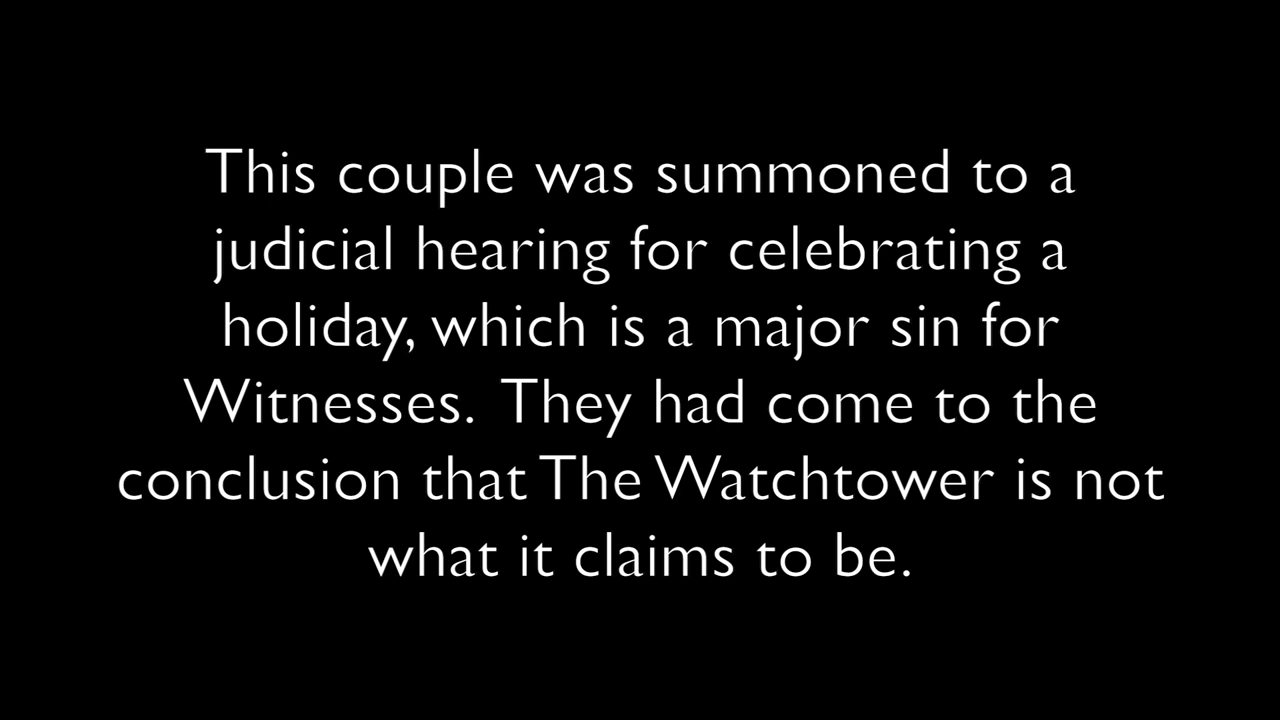 This couple was summoned to a
judicial hearing for celebrating a
holiday, which is a major sin for
Witnesses.  They had come to the
conclusion that The Watchtower is not
what it claims to be.